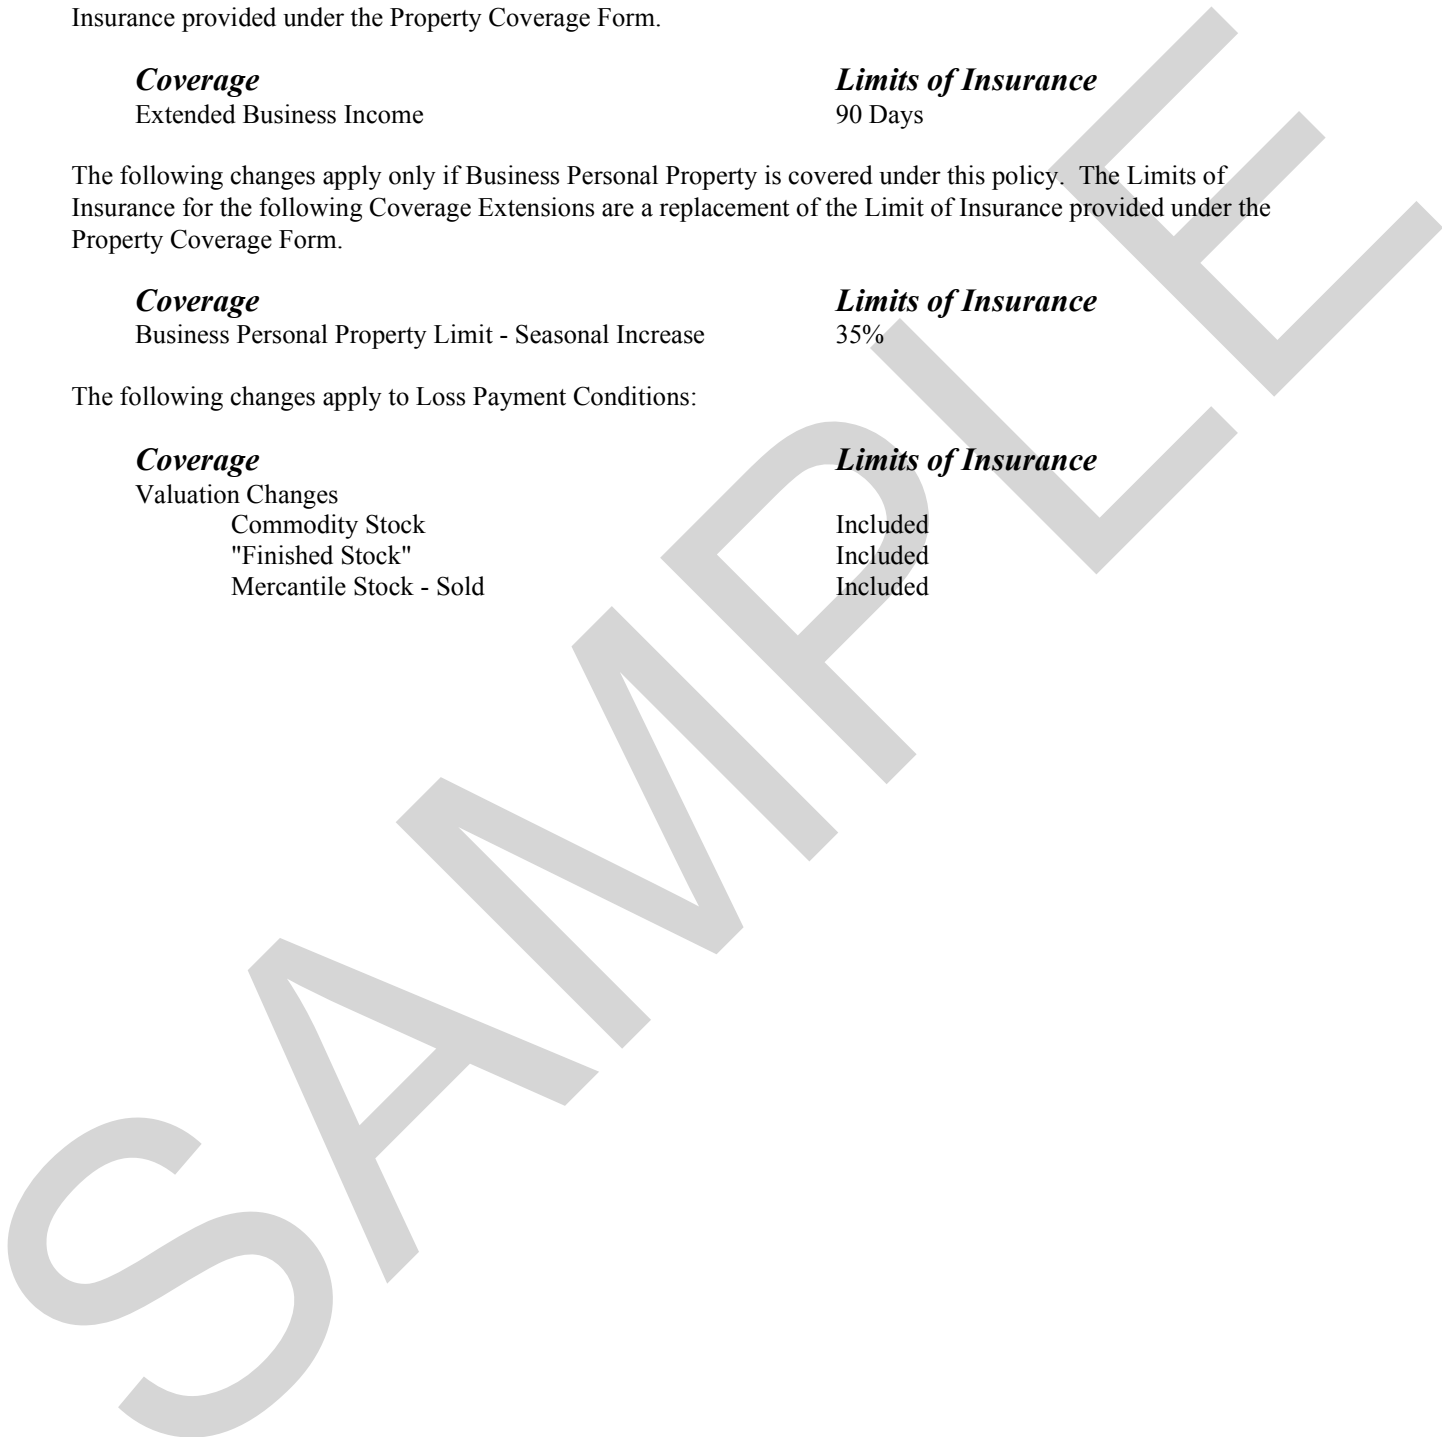 Insurance provided under the Property Coverage Form.
Coverage Limits of Insurance
Extended Business Income 90 Days
The following changes apply only if Business Personal Property is covered under this policy. The Limits of
Insurance for the following Coverage Extensions are a replacement of the Limit of Insurance provided under the
Property Coverage Form.
Coverage Limits of Insurance
Business Personal Property Limit - Seasonal Increase 35%
The following changes apply to Loss Payment Conditions:
Coverage Limits of Insurance
Valuation Changes
Commodity Stock Included
"Finished Stock" Included
Mercantile Stock - Sold Included
SAMPLE